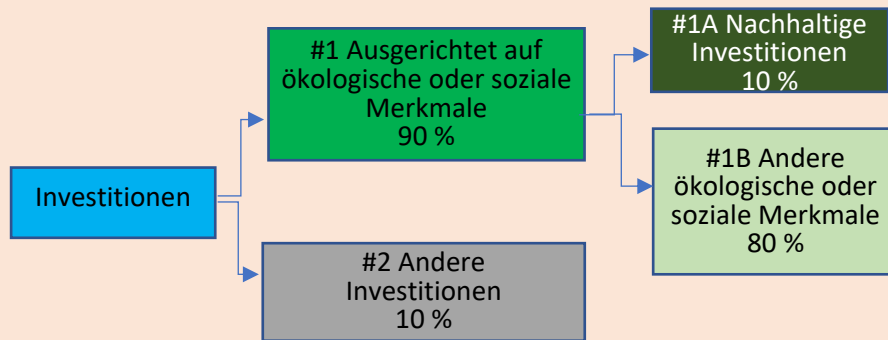 Investitionen
#1 Ausgerichtet auf
ökologische oder soziale
Merkmale
90 %
#2 Andere
Investitionen
10 %
#1A Nachhaltige
Investitionen
10 %
#1B Andere
ökologische oder
soziale Merkmale
80 %